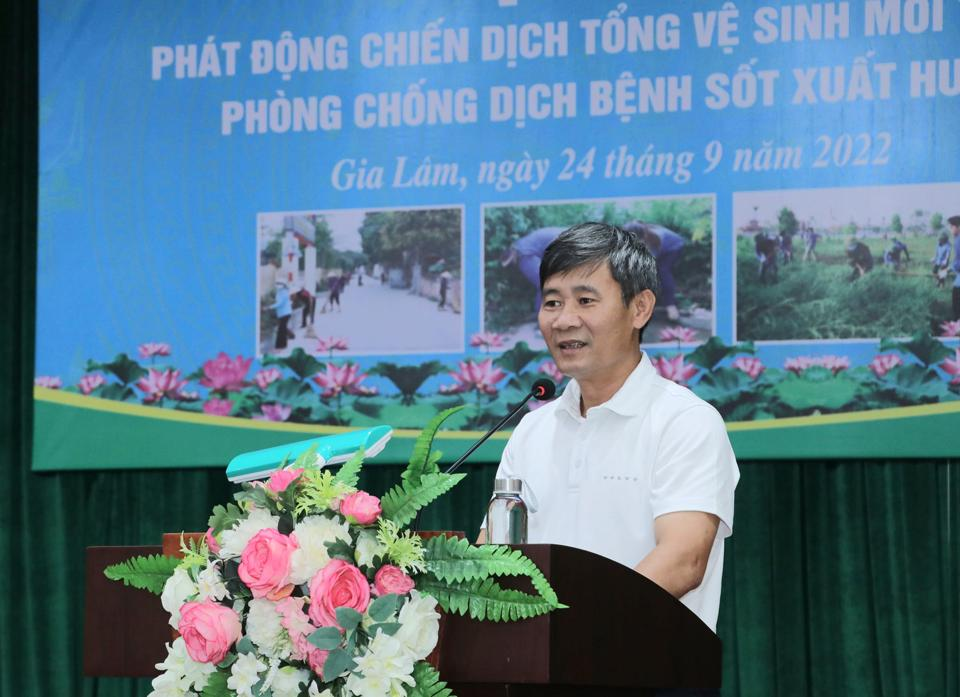 PHÁT ĐỘNG CHIẾN DỊCH TỔNG VỆ SINH MÔI
PHÒNG CHỐNG DỊCH BỆNH SỐT XUẤT HU
Gia Lâm, ngày 24 tháng 9 năm 2022